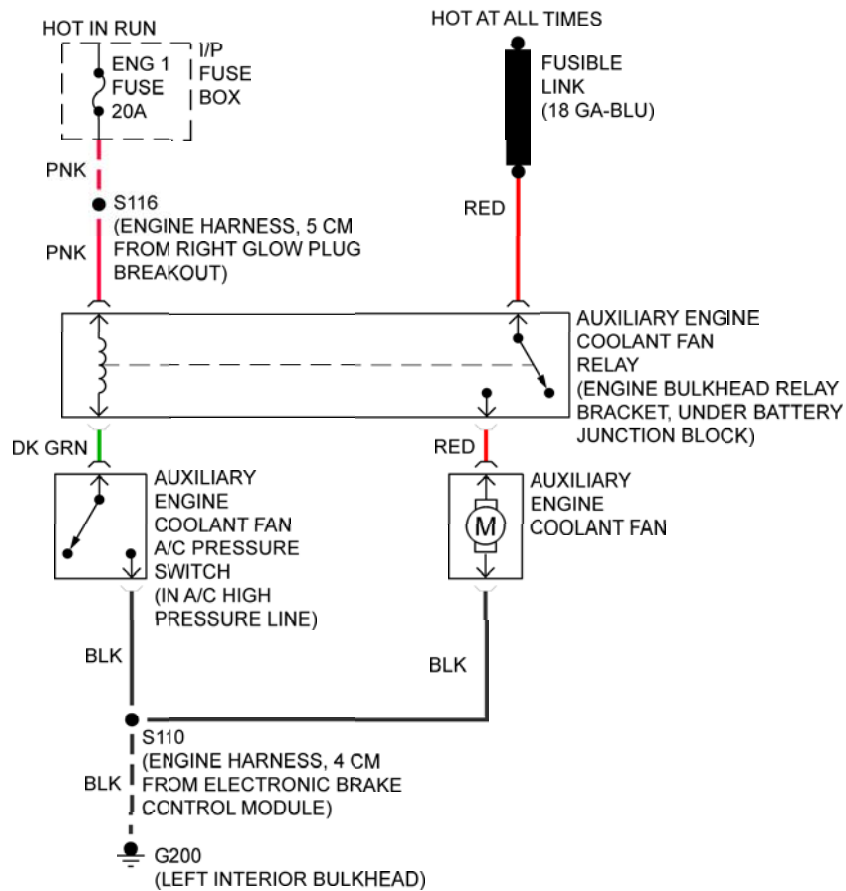 HOT IN RUN
ENG 1
FUSE
20A
I/P
FUSE
BOX
HOT AT ALL TIMES
FUSIBLE
LINK
(18 GA-BLU)
PNK
S116
(ENGINE HARNESS, 5 CM
FROM RIGHT GLOW PLUG
BREAKOUT)
PNK
RED
AUXILIARY ENGINE
COOLANT FAN
RELAY
(ENGINE BULKHEAD RELAY
BRACKET, UNDER BATTERY
JUNCTION BLOCK)
DK GRN
RED
AUXILIARY
ENGINE
COOLANT FAN
A/C PRESSURE
SWITCH
(IN A/C HIGH
PRESSURE LINE)
M
AUXILIARY
ENGINE
COOLANT FAN
BLK
BLK
S110
(ENGINE HARNESS, 4 CM
FROM ELECTRONIC BRAKE
CONTROL MODULE)
BLK
G200
(LEFT INTERIOR BULKHEAD)